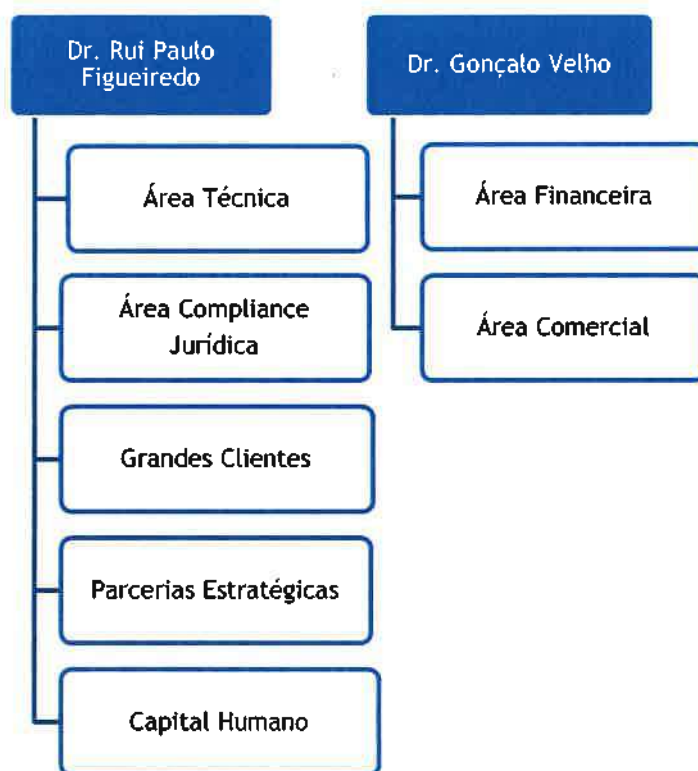 Dr. Rui Paulo
Figueiredo
Área Técnica
Área Compliance
Jurídica
Grandes Clientes
Parcerias Estratégicas
Capital Humano
Dr. Gonçalo Velho
Área Financeira
Área Comercial